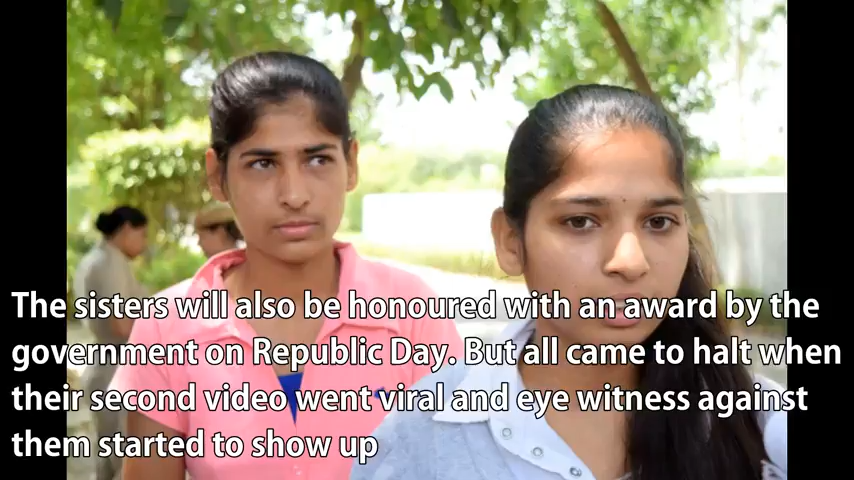 The sisters will also be honoured with an award by the
government on Republic Day. But all came to halt when
their second video went viral and eye witness against
them started to show up